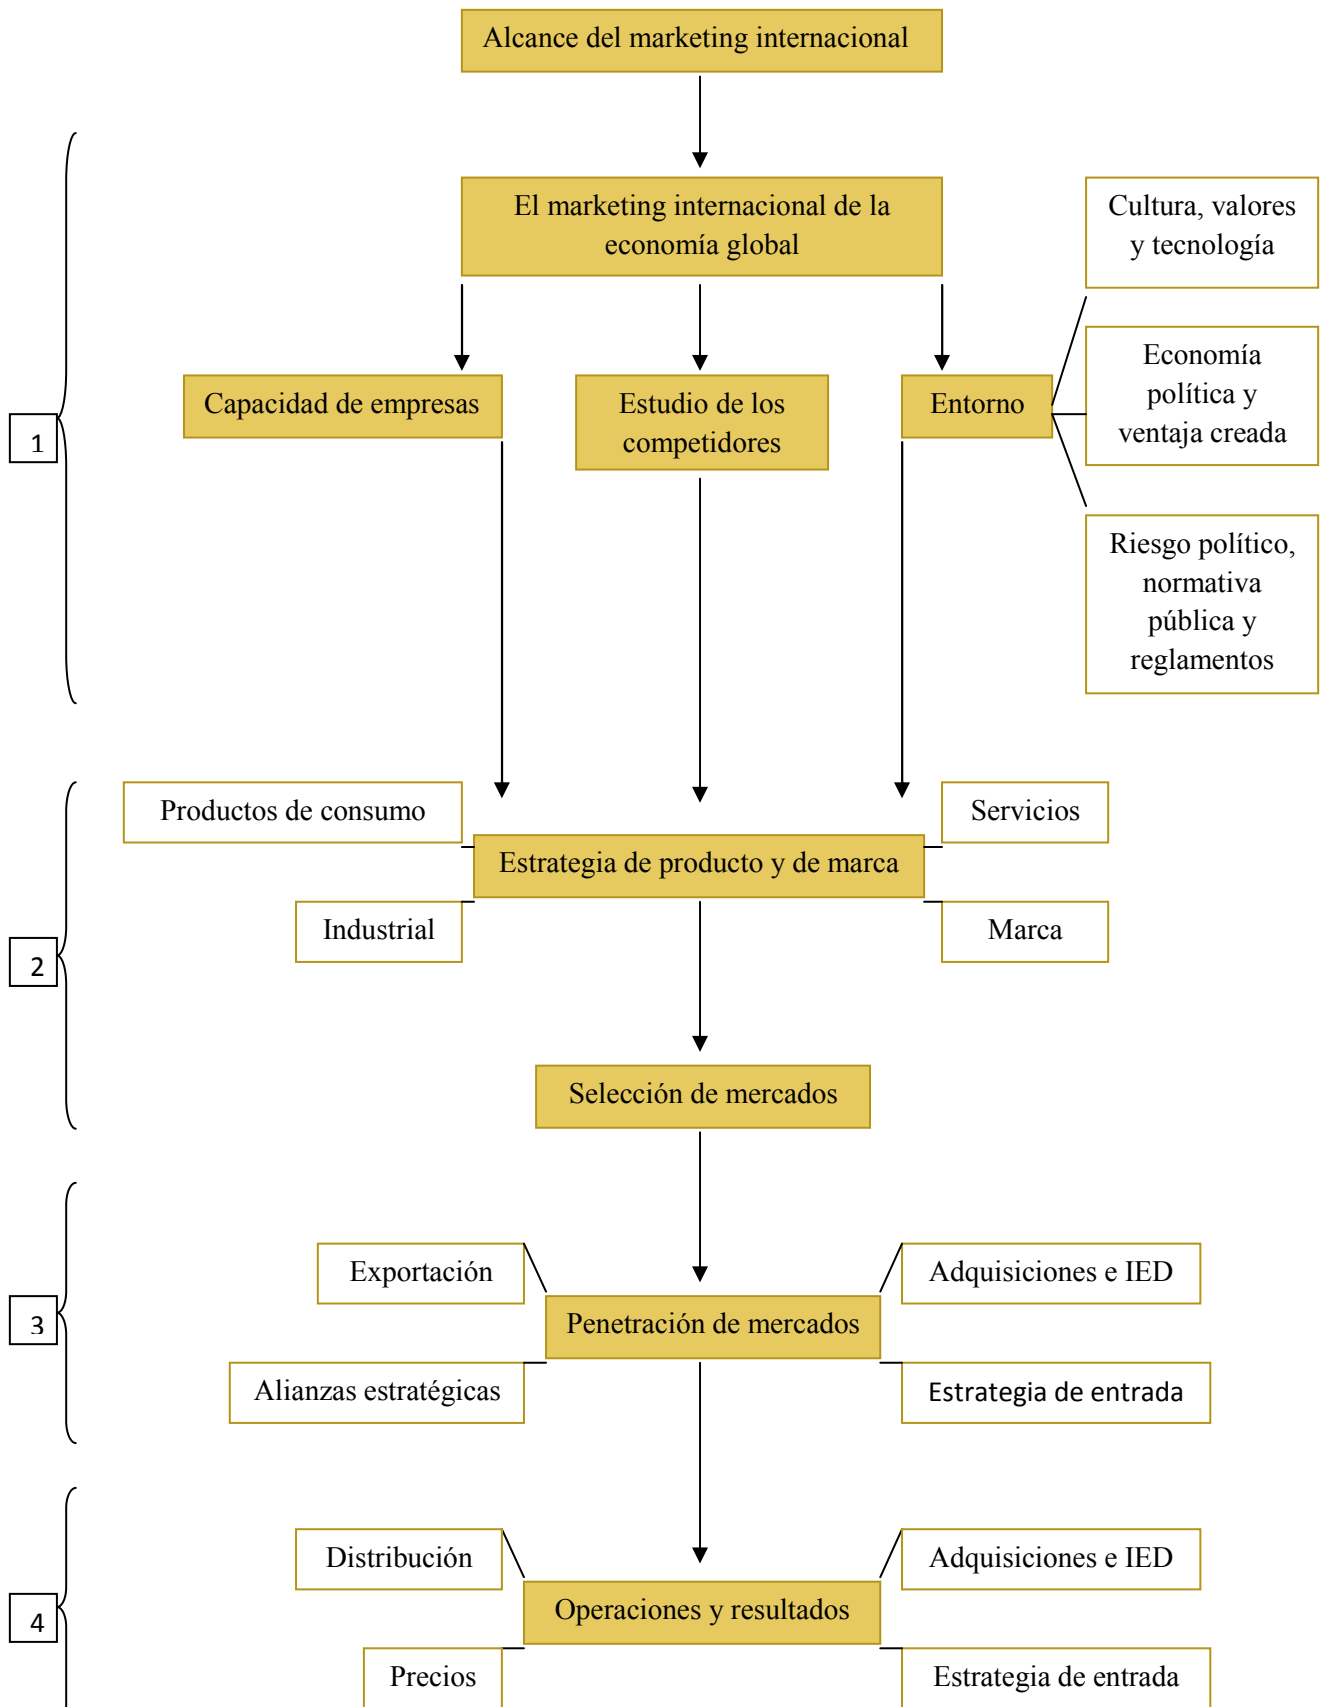 Alcance del marketing internacional
El marketing internacional de la
economía global
Cultura, valores
y tecnología
Economía
política y
ventaja creada
Riesgo político,
normativa
pública y
reglamentos
Capacidad de empresas
Estudio de los
competidores
Entorno
1
Productos de consumo
Servicios
Estrategia de producto y de marca
Industrial
Marca
2
Selección de mercados
Exportación
Adquisiciones e IED
3
Penetración de mercados
Alianzas estratégicas
Estrategia de entrada
Distribución
Adquisiciones e IED
4
Operaciones y resultados
Precios
Estrategia de entrada